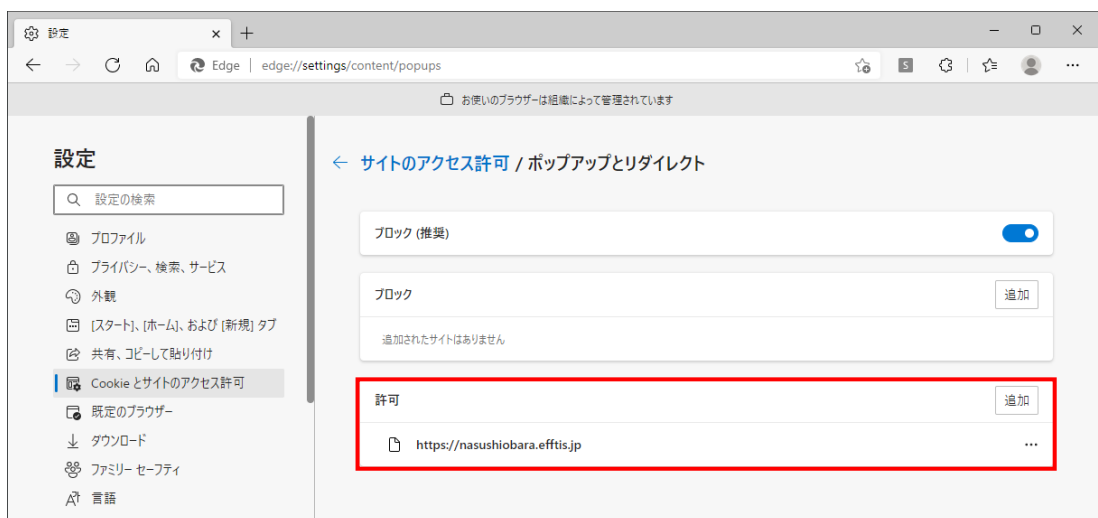 設定
Edge | edge://settings/content/popups
S
お使いのブラウザーは組織によって管理されています
設定
設定の検索
プロファイル
プライバシー、検索、サービス
外観
[スタート]、[ホーム]、および [新規] タブ
共有、コピーして貼り付け
Cookie とサイトのアクセス許可
既定のブラウザー
ダウンロード
ファミリー セーフティ
言語
サイトのアクセス許可 / ポップアップとリダイレクト
ブロック (推奨)
ブロック
追加
追加されたサイトはありません
許可
追加
https://nasushiobara.efftis.jp